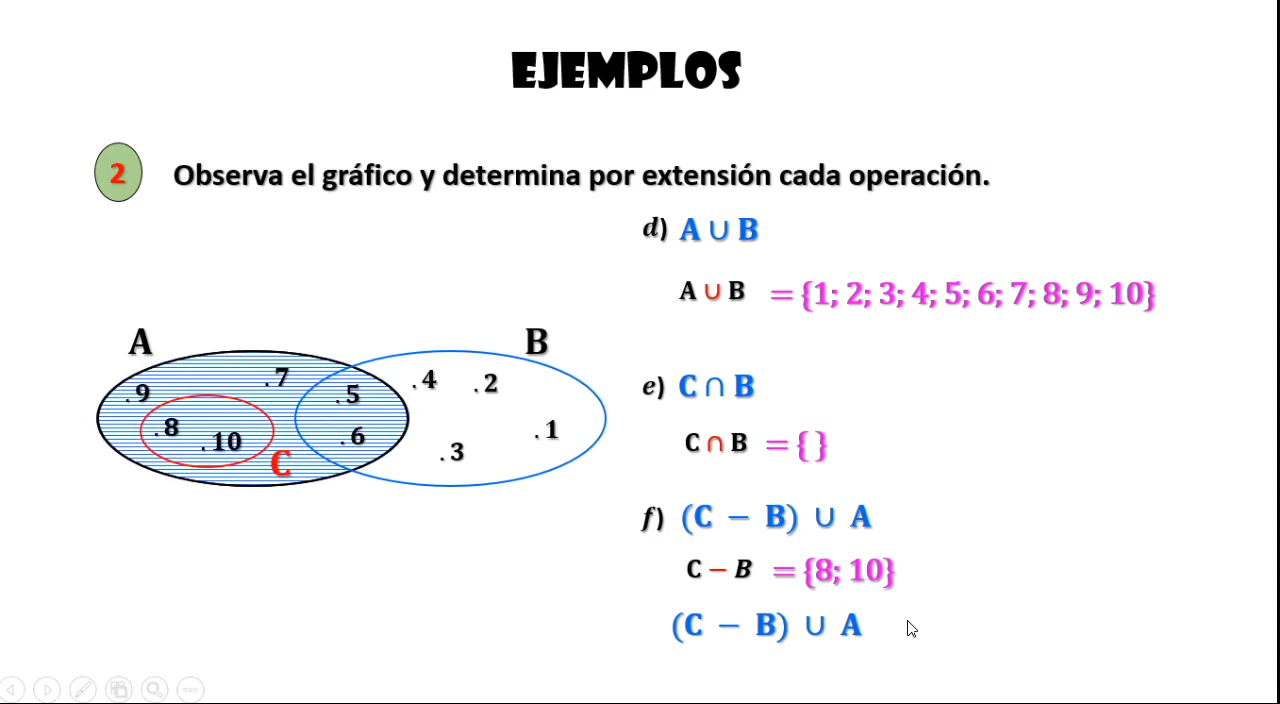 EJEMPLOS
2 Observa el gráfico y determina por extensión cada operación.
d) A ∪ B
A ∪ B = {1; 2; 3; 4; 5; 6; 7; 8; 9; 10}
A
B
.9
.7
.5
.4
.2
.8
.10
.6
.3
.1
C
e) C ∩ B
C ∩ B = { }
f) (C − B) ∪ A
C − B = {8; 10}
(C − B) ∪ A